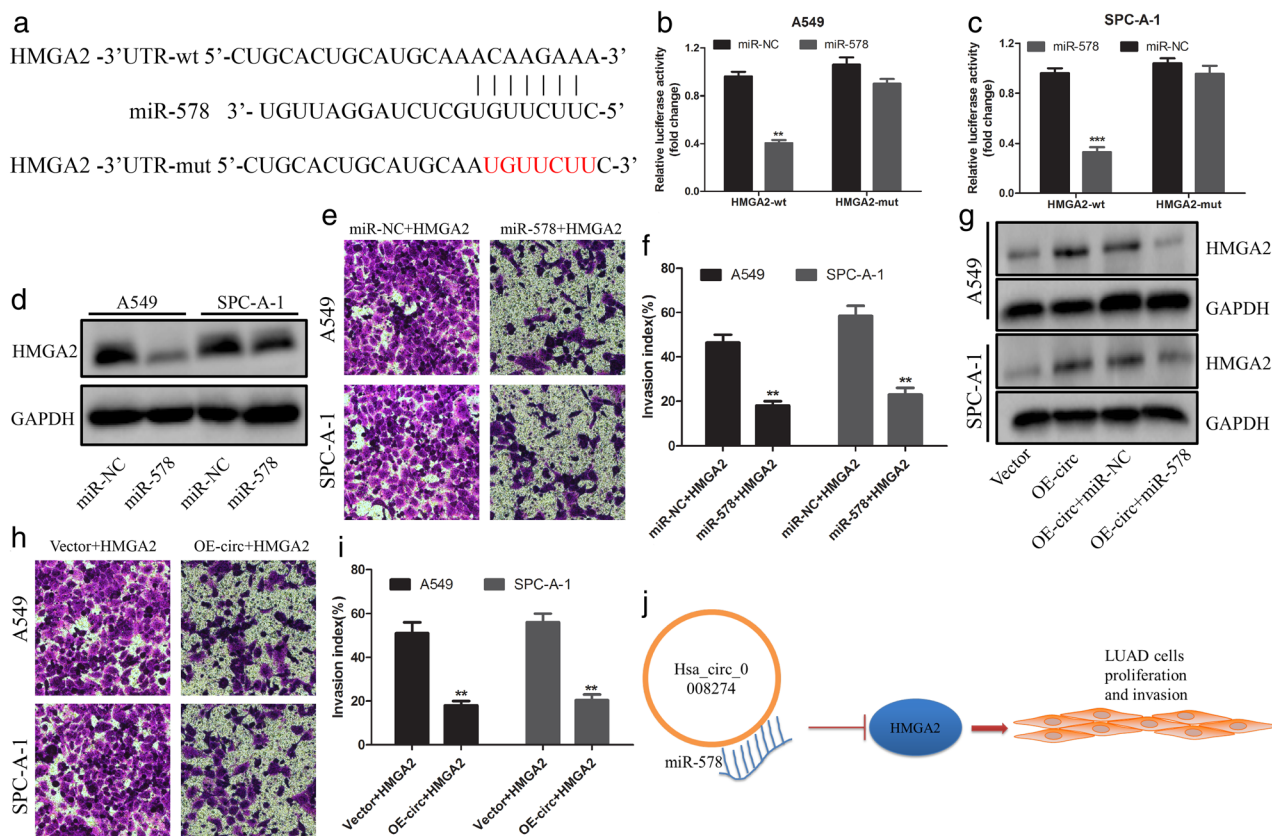 a
HMGA2 -3’UTR-wt 5’-CUGCACUGCAUGCAAACAAGAAA-3’
miR-578 3’- UGUUAGGAUCUCGUGUUCUUC-5’
HMGA2 -3’UTR-mut 5’-CUGCACUGCAUGCAAUGUUCUUC-3’
b
A549
miR-NC miR-578
Relative luciferase activity
(fold change)
1.2
0.8
0.4
0.0
**
HMGA2-wt HMGA2-mut
c
SPC-A-1
miR-578 miR-NC
Relative luciferase activity
(fold change)
1.2
0.8
0.4
0.0
***
HMGA2-wt HMGA2-mut
d
A549 SPC-A-1
HMGA2
GAPDH
miR-NC miR-578 miR-NC miR-578
e
miR-NC+HMGA2 miR-578+HMGA2
A549
SPC-A-1
f
A549 SPC-A-1
Invasion index(%)
80
60
40
20
0
** **
miR-NC+HMGA2 miR-578+HMGA2 miR-NC+HMGA2 miR-578+HMGA2
g
A549
HMGA2
GAPDH
SPC-A-1
HMGA2
GAPDH
Vector OE-circ OE-circ+miR-NC OE-circ+miR-578
h
Vector+HMGA2 OE-circ+HMGA2
A549
SPC-A-1
i
A549 SPC-A-1
Invasion index(%)
80
60
40
20
0
** **
Vector+HMGA2 OE-circ+HMGA2 Vector+HMGA2 OE-circ+HMGA2
j
Hsa_circ_0
008274
miR-578
HMGA2
LUAD cells
proliferation
and invasion